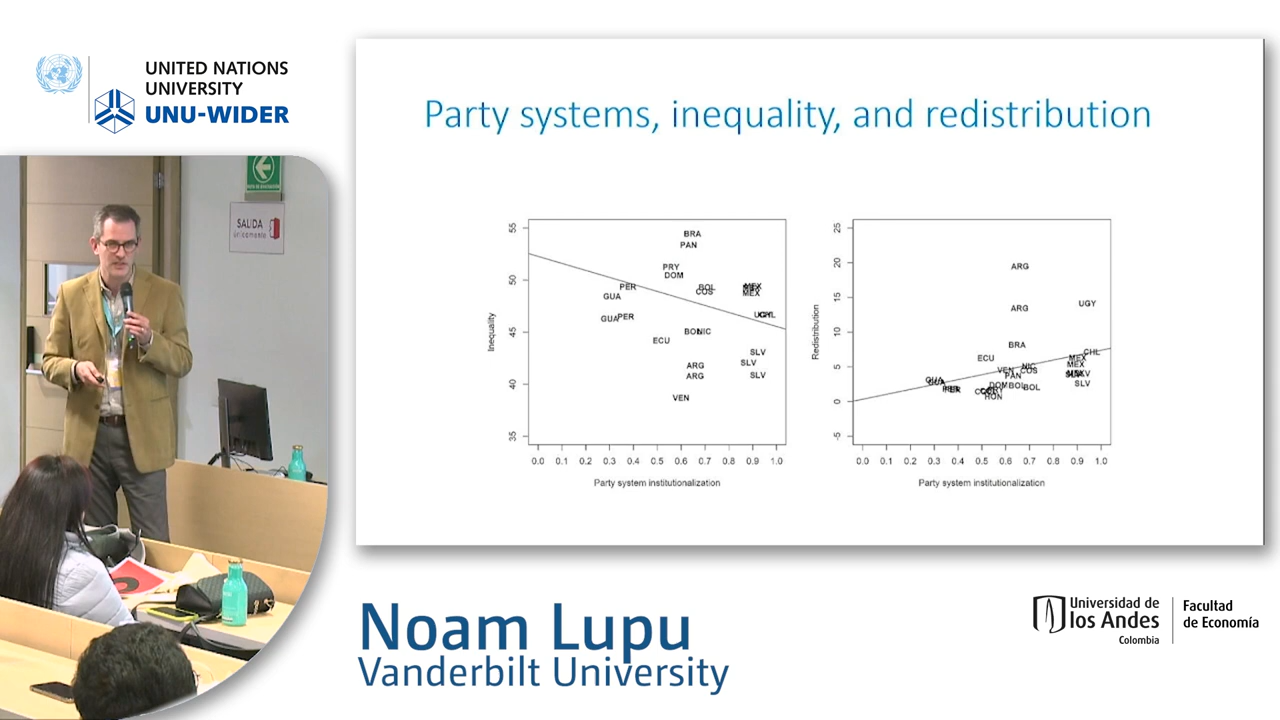 UNITED NATIONS
UNIVERSITY
UNU-WIDER
SALIDA
únicamente
Party systems, inequality, and redistribution
Inequality
55
50
45
40
35
BRA
PAN
PRY
DOM
PER
BOL
COS
MEX
MEX
GUA
GUA
PER
BOL
NIC
ECU
SLV
SLV
ARG
ARG
SLV
VEN
0.0 0.1 0.2 0.3 0.4 0.5 0.6 0.7 0.8 0.9 1.0
Party system institutionalization
Redistribution
25
20
15
10
5
0
-5
ARG
UGY
ARG
BRA
CHL
ECU
MEX
MEX
NIC
VEN
COS
PAN
GUA
GUA
SLV
DOM
BOL
BOL
PER
HON
0.0 0.1 0.2 0.3 0.4 0.5 0.6 0.7 0.8 0.9 1.0
Party system institutionalization
Noam Lupu
Vanderbilt University
Universidad de
los Andes
Colombia
Facultad
de Economía